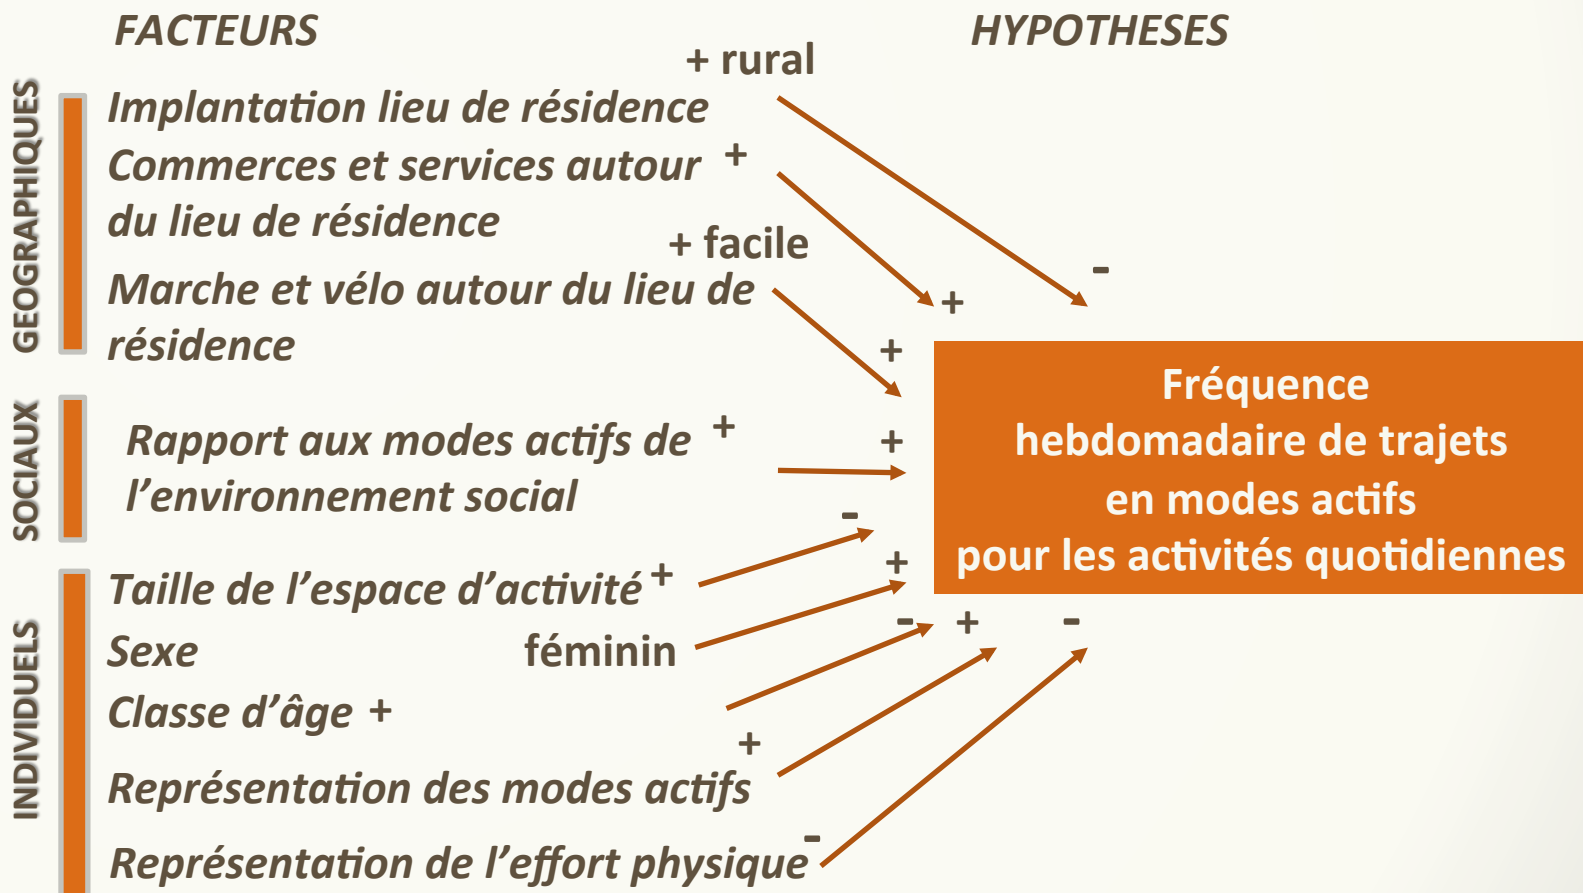 FACTEURS
HYPOTHESES
GEOGRAPHIQUES
+ rural
Implantation lieu de résidence
Commerces et services autour +
du lieu de résidence
+ facile
Marche et vélo autour du lieu de
résidence
-
+
+
SOCIAUX
Rapport aux modes actifs de +
l'environnement social
+
Fréquence
hebdomadaire de trajets
en modes actifs
pour les activités quotidiennes
INDIVIDUELS
Taille de l'espace d'activité +
-
Sexe féminin
+
Classe d'âge +
- + -
+
Représentation des modes actifs
Représentation de l'effort physique -